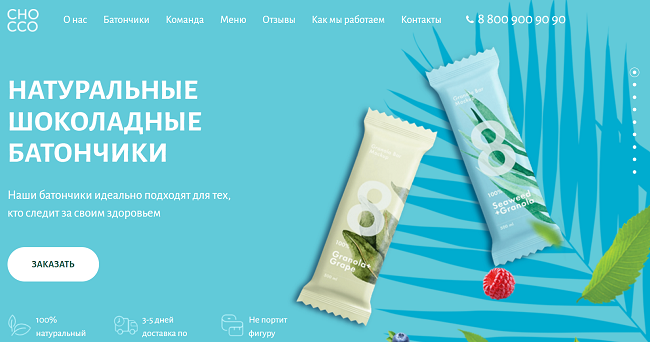 CHO
CCO
О нас Батончики Команда Меню Отзывы Как мы работаем Контакты 8 800 900 90 90
НАТУРАЛЬНЫЕ
ШОКОЛАДНЫЕ
БАТОНЧИКИ
Наши батончики идеально подходят для тех,
кто следит за своим здоровьем
ЗАКАЗАТЬ
100%
натуральный
3-5 дней
доставка по
Не портит
фигуру
8
100%
Granola+
Grape
8
100%
Seaweed
+Granola